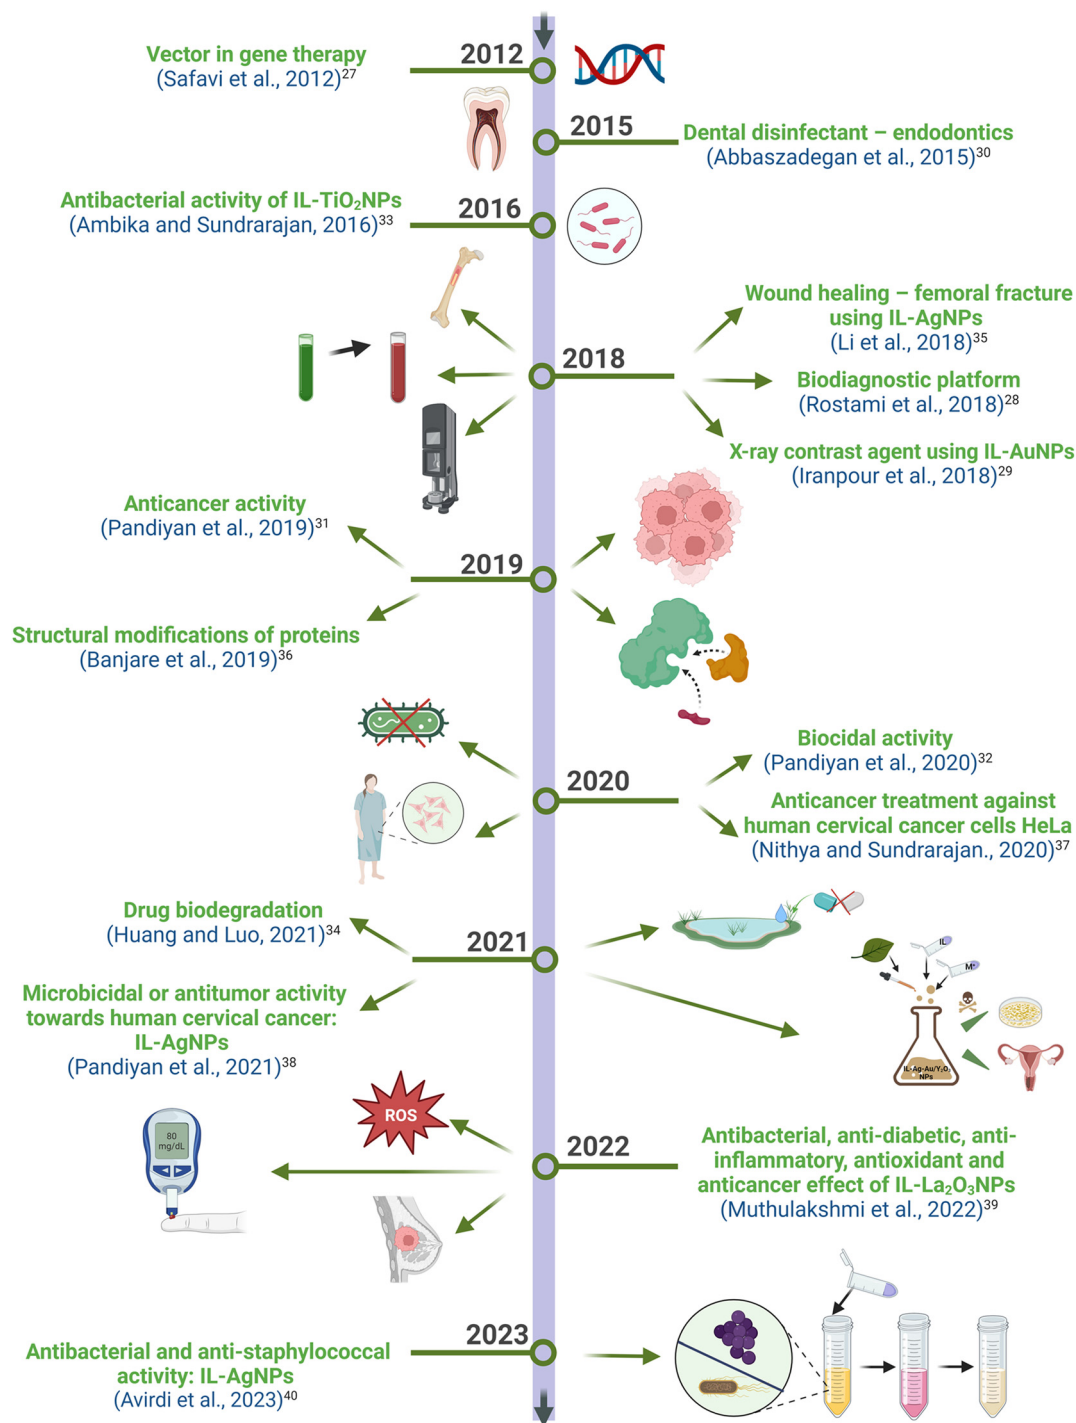 2012
Vector in gene therapy
(Safavi et al., 2012)27
2015
Dental disinfectant – endodontics
(Abbaszadegan et al., 2015)30
2016
Antibacterial activity of IL-TiO2NPs
(Ambika and Sundrarajan, 2016)33
2018
Wound healing – femoral fracture
using IL-AgNPs
(Li et al., 2018)35
Biodiagnostic platform
(Rostami et al., 2018)28
X-ray contrast agent using IL-AuNPs
(Iranpour et al., 2018)29
2019
Anticancer activity
(Pandiyan et al., 2019)31
Structural modifications of proteins
(Banjare et al., 2019)36
2020
Biocidal activity
(Pandiyan et al., 2020)32
Anticancer treatment against
human cervical cancer cells HeLa
(Nithya and Sundrarajan., 2020)37
2021
Drug biodegradation
(Huang and Luo, 2021)34
Microbicidal or antitumor activity
towards human cervical cancer:
IL-AgNPs
(Pandiyan et al., 2021)38
IL
M+
IL-Ag-Au/Y2O3
NPs
2022
ROS
80
mg/dL
Antibacterial, anti-diabetic, anti-
inflammatory, antioxidant and
anticancer effect of IL-La2O3NPs
(Muthulakshmi et al., 2022)39
2023
Antibacterial and anti-staphylococcal
activity: IL-AgNPs
(Avirdi et al., 2023)40